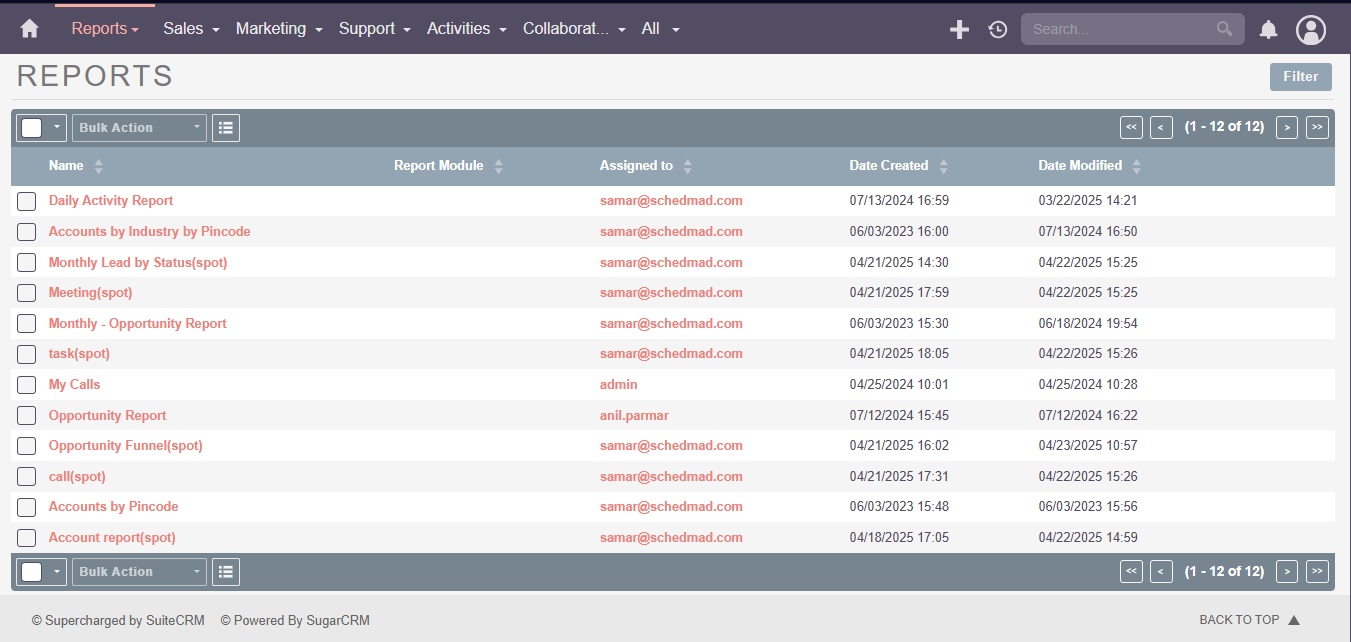 Reports Sales Marketing Support Activities Collaborat... All Search...
REPORTS Filter
Bulk Action << < (1 - 12 of 12) > >>
Name Report Module Assigned to Date Created Date Modified
Daily Activity Report samar@schedmad.com 07/13/2024 16:59 03/22/2025 14:21
Accounts by Industry by Pincode samar@schedmad.com 06/03/2023 16:00 07/13/2024 16:50
Monthly Lead by Status(spot) samar@schedmad.com 04/21/2025 14:30 04/22/2025 15:25
Meeting(spot) samar@schedmad.com 04/21/2025 17:59 04/22/2025 15:25
Monthly - Opportunity Report samar@schedmad.com 06/03/2023 15:30 06/18/2024 19:54
task(spot) samar@schedmad.com 04/21/2025 18:05 04/22/2025 15:26
My Calls admin 04/25/2024 10:01 04/25/2024 10:28
Opportunity Report anil.parmar 07/12/2024 15:45 07/12/2024 16:22
Opportunity Funnel(spot) samar@schedmad.com 04/21/2025 16:02 04/23/2025 10:57
call(spot) samar@schedmad.com 04/21/2025 17:31 04/22/2025 15:26
Accounts by Pincode samar@schedmad.com 06/03/2023 15:48 06/03/2023 15:56
Account report(spot) samar@schedmad.com 04/18/2025 17:05 04/22/2025 14:59
Bulk Action << < (1 - 12 of 12) > >>
© Supercharged by SuiteCRM © Powered By SugarCRM BACK TO TOP